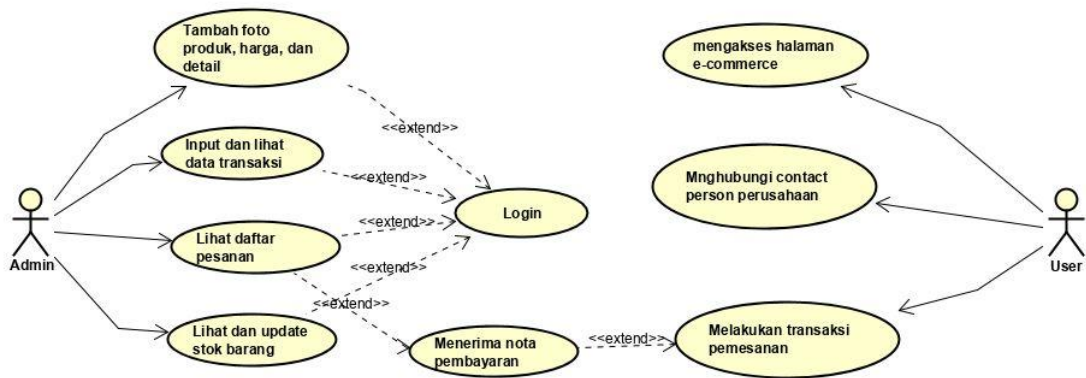 Tambah foto
produk, harga, dan
detail
mengakses halaman
e-commerce
<<extend>>
Input dan lihat
data transaksi
<<extend>>
Mnghubungi contact
person perusahaan
Login
<<extend>>
Lihat daftar
pesanan
Admin
User
<<extend>>
<<extend>>
Lihat dan update
stok barang
Menerima nota
pembayaran
<<extend>>
Melakukan transaksi
pemesanan